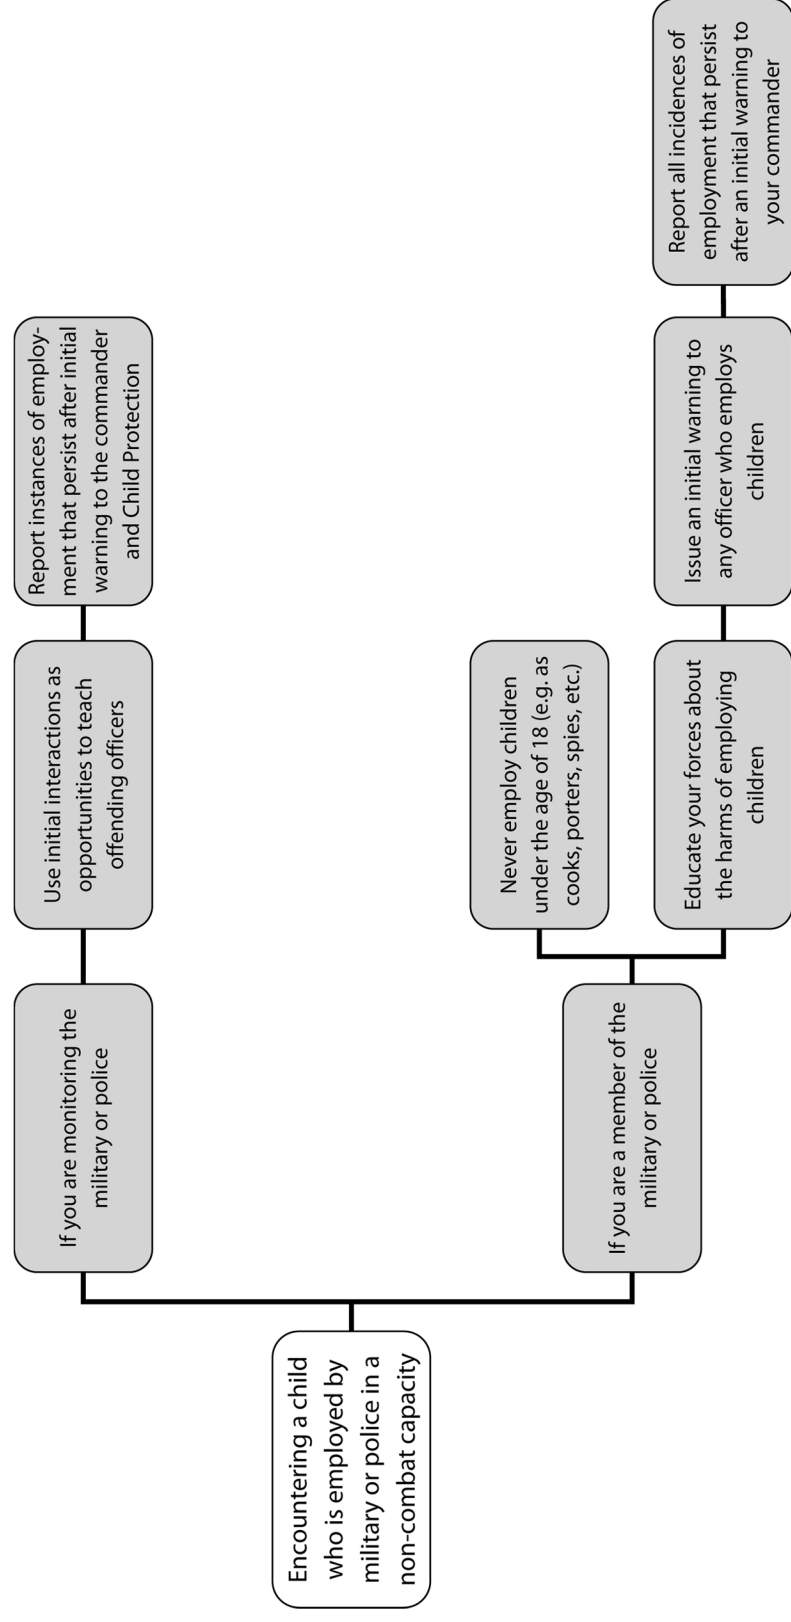 Encountering a child
who is employed by
military or police in a
non-combat capacity
If you are monitoring the
military or police
Use initial interactions as
opportunities to teach
offending officers
Report instances of employ-
ment that persist after initial
warning to the commander
and Child Protection
If you are a member of the
military or police
Never employ children
under the age of 18 (e.g. as
cooks, porters, spies, etc.)
Educate your forces about
the harms of employing
children
Issue an initial warning to
any officer who employs
children
Report all incidences of
employment that persist
after an initial warning to
your commander